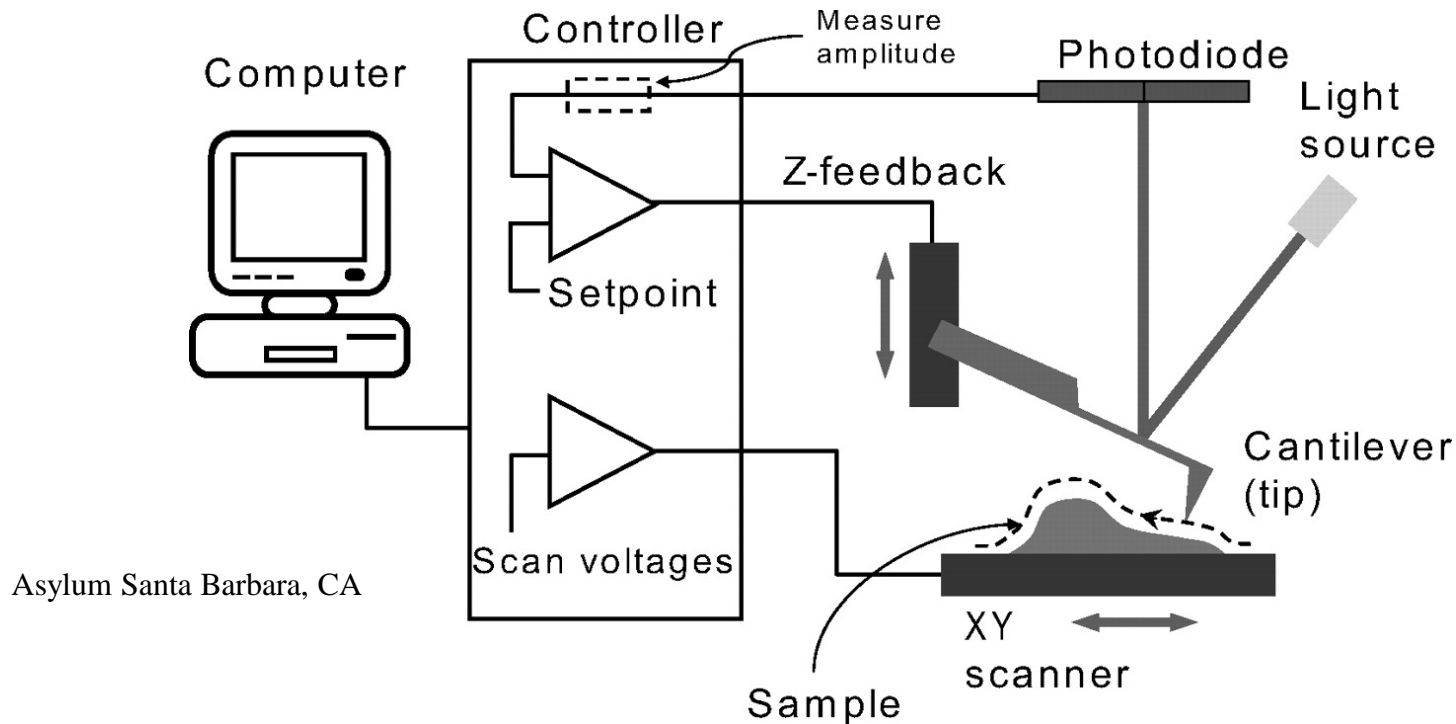 Controller
Measure
amplitude
Computer
Photodiode
Light
source
Z-feedback
Setpoint
Cantilever
(tip)
Scan voltages
Asylum Santa Barbara, CA
XY
scanner
Sample